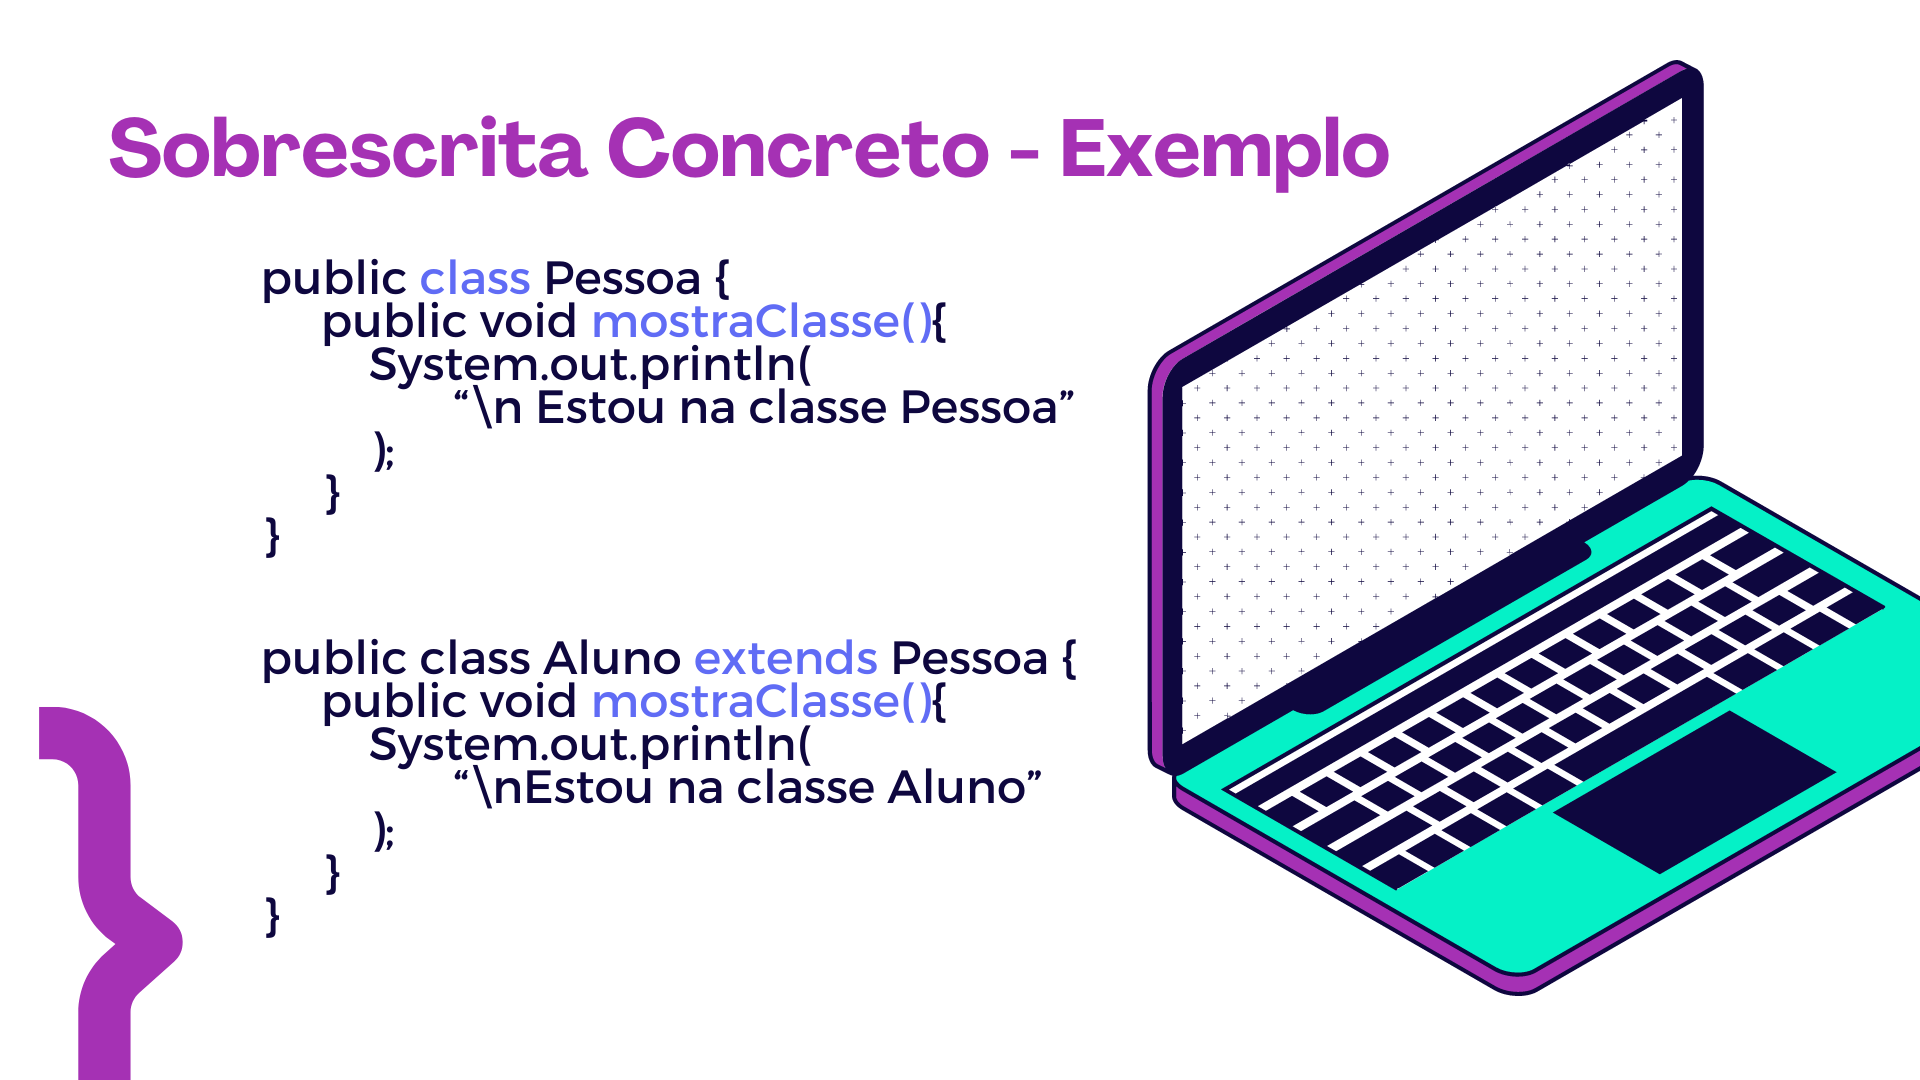 Sobrescrita Concreto - Exemplo
public class Pessoa {
public void mostraClasse(){
System.out.println(
“\n Estou na classe Pessoa”
);
}
}
public class Aluno extends Pessoa {
public void mostraClasse(){
System.out.println(
“\nEstou na classe Aluno”
);
}
}